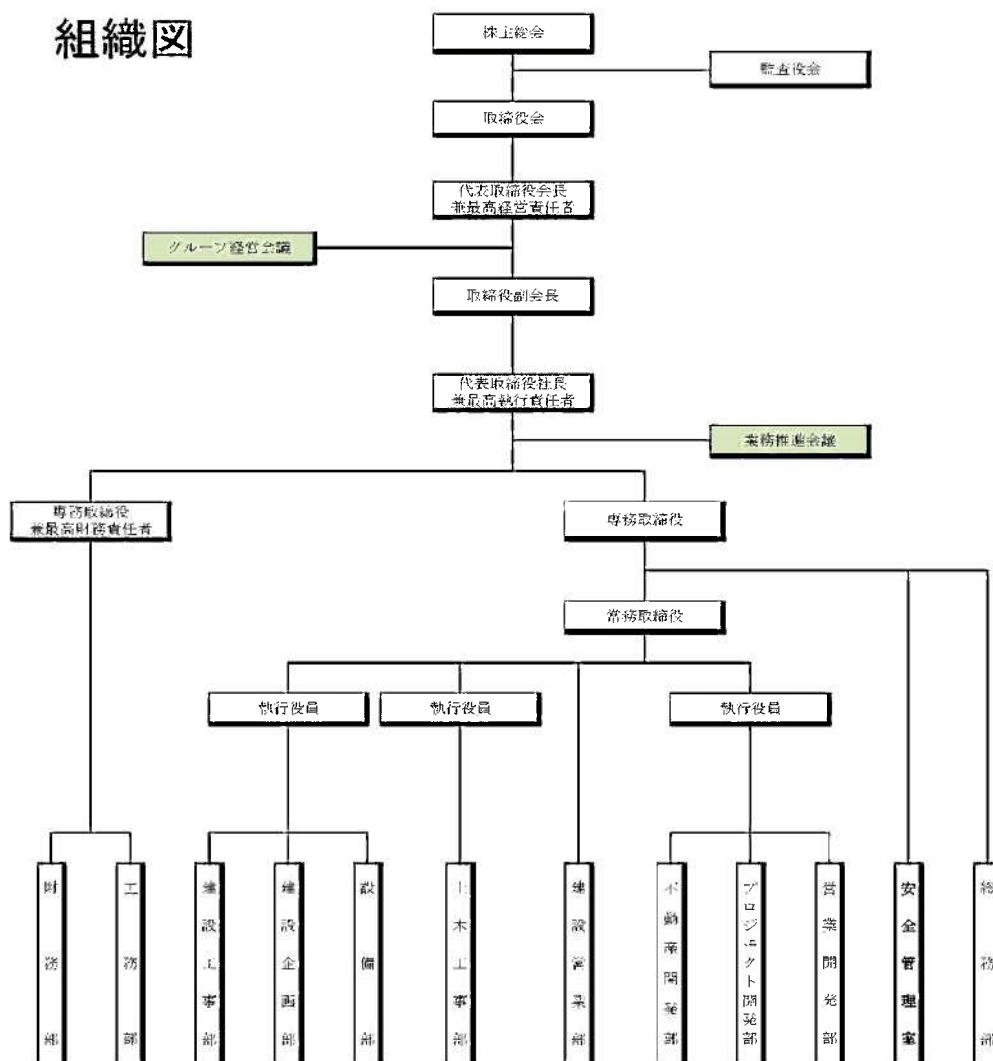 組織図
株主総会
監査役会
取締役会
代表取締役会長
兼最高経営責任者
グループ経営会議
取締役副会長
代表取締役社長
兼最高執行責任者
業務推進会議
専務取締役
兼最高財務責任者
専務取締役
常務取締役
執行役員
執行役員
執行役員
財務部
工務部
建設工事部
建設企画部
設備部
土木工事部
建設営業部
不動産開発部
プロジェクト開発部
営業開発部
安全管理室
総務部